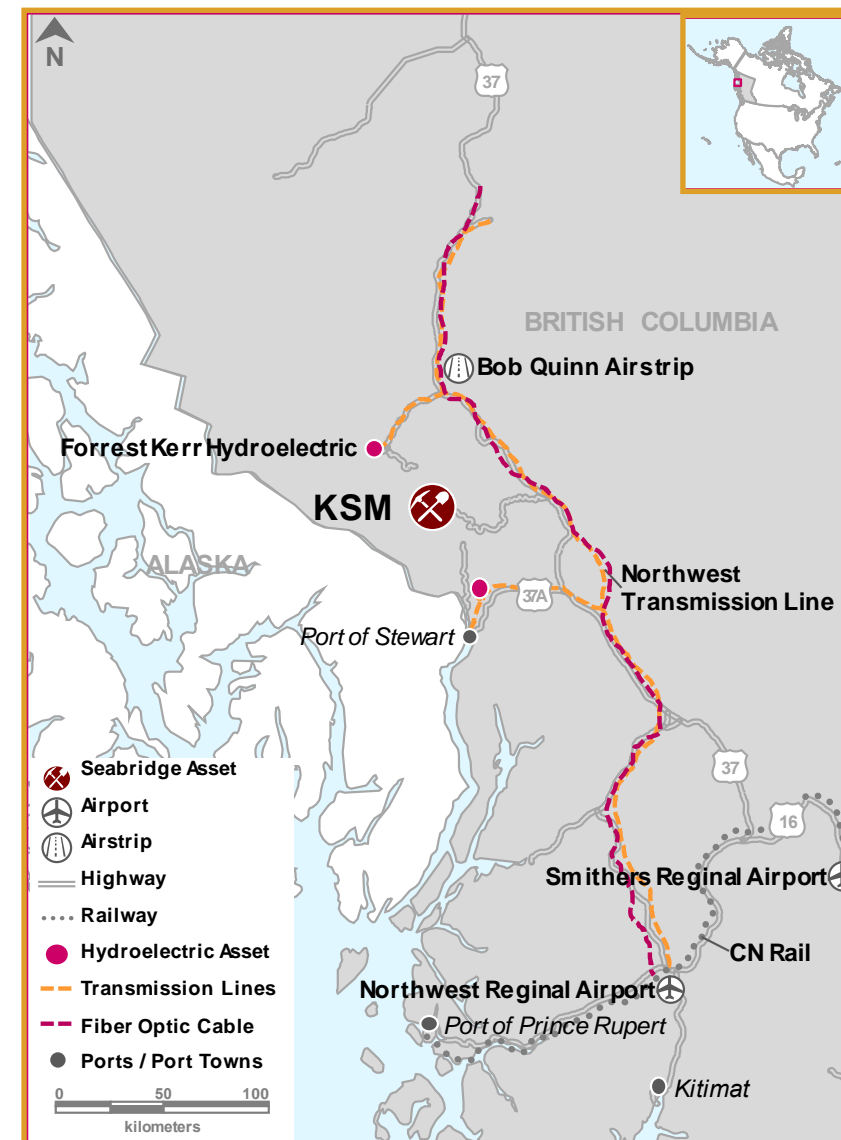 N
37
BRITISH COLUMBIA
Bob Quinn Airstrip
Forrest Kerr Hydroelectric
KSM
ALASKA
Northwest
Transmission Line
37A
Port of Stewart
37
16
Smithers Reginal Airport
CN Rail
Northwest Reginal Airport
Port of Prince Rupert
Kitimat
Seabridge Asset
Airport
Airstrip
Highway
Railway
Hydroelectric Asset
Transmission Lines
Fiber Optic Cable
Ports / Port Towns
0 50 100
kilometers